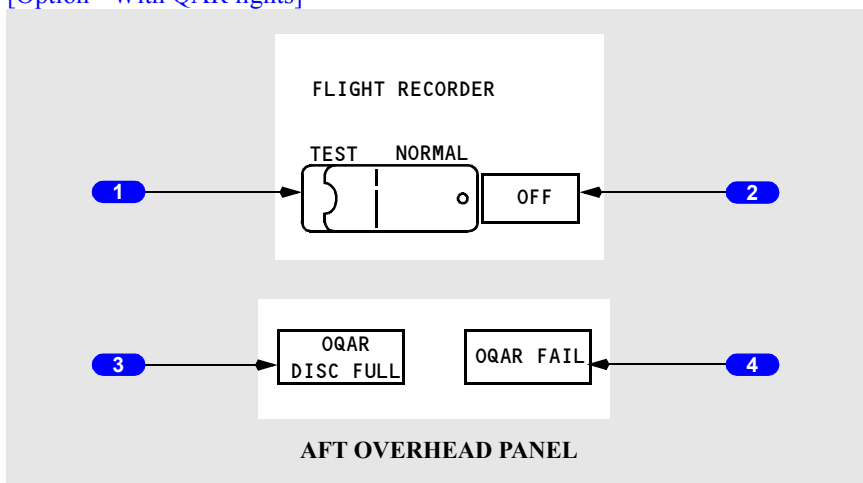 [Option - With QAR lights]
FLIGHT RECORDER
TEST NORMAL
1
OFF
2
OQAR
DISC FULL
3
OQAR FAIL
4
AFT OVERHEAD PANEL